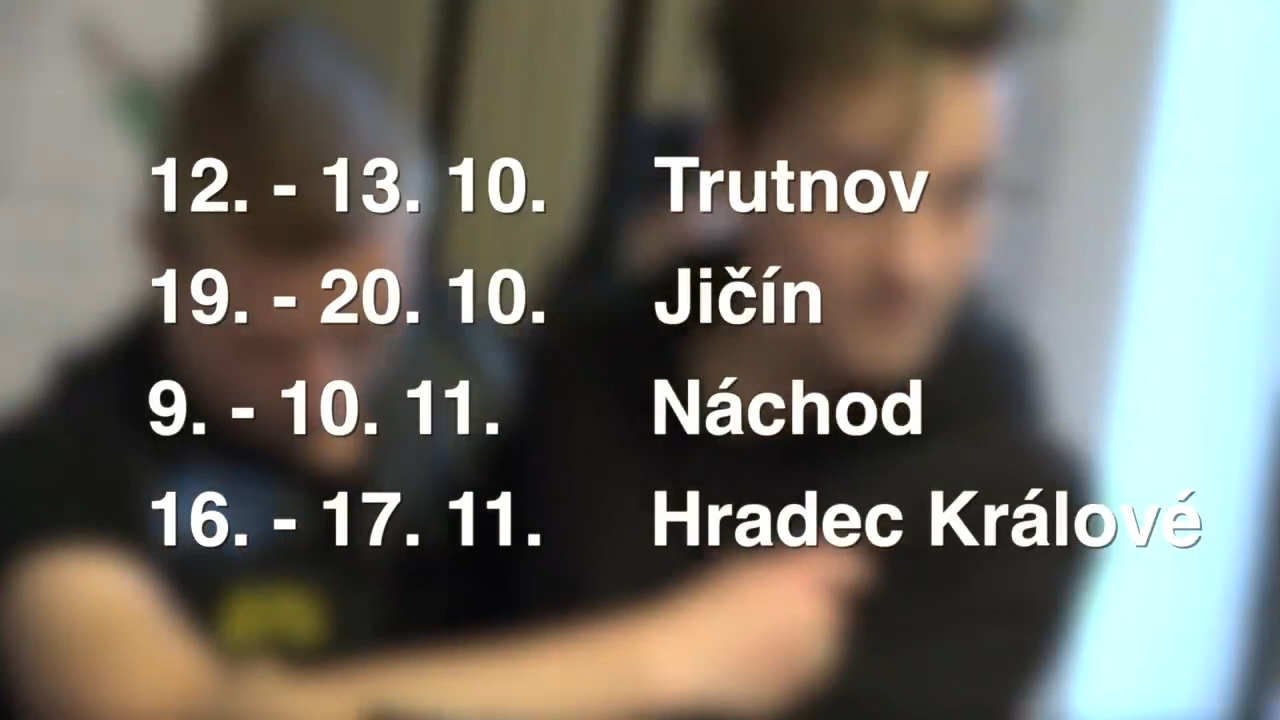 12. - 13. 10. Trutnov
19. - 20. 10. Jičín
9. - 10. 11. Náchod
16. - 17. 11. Hradec Králové